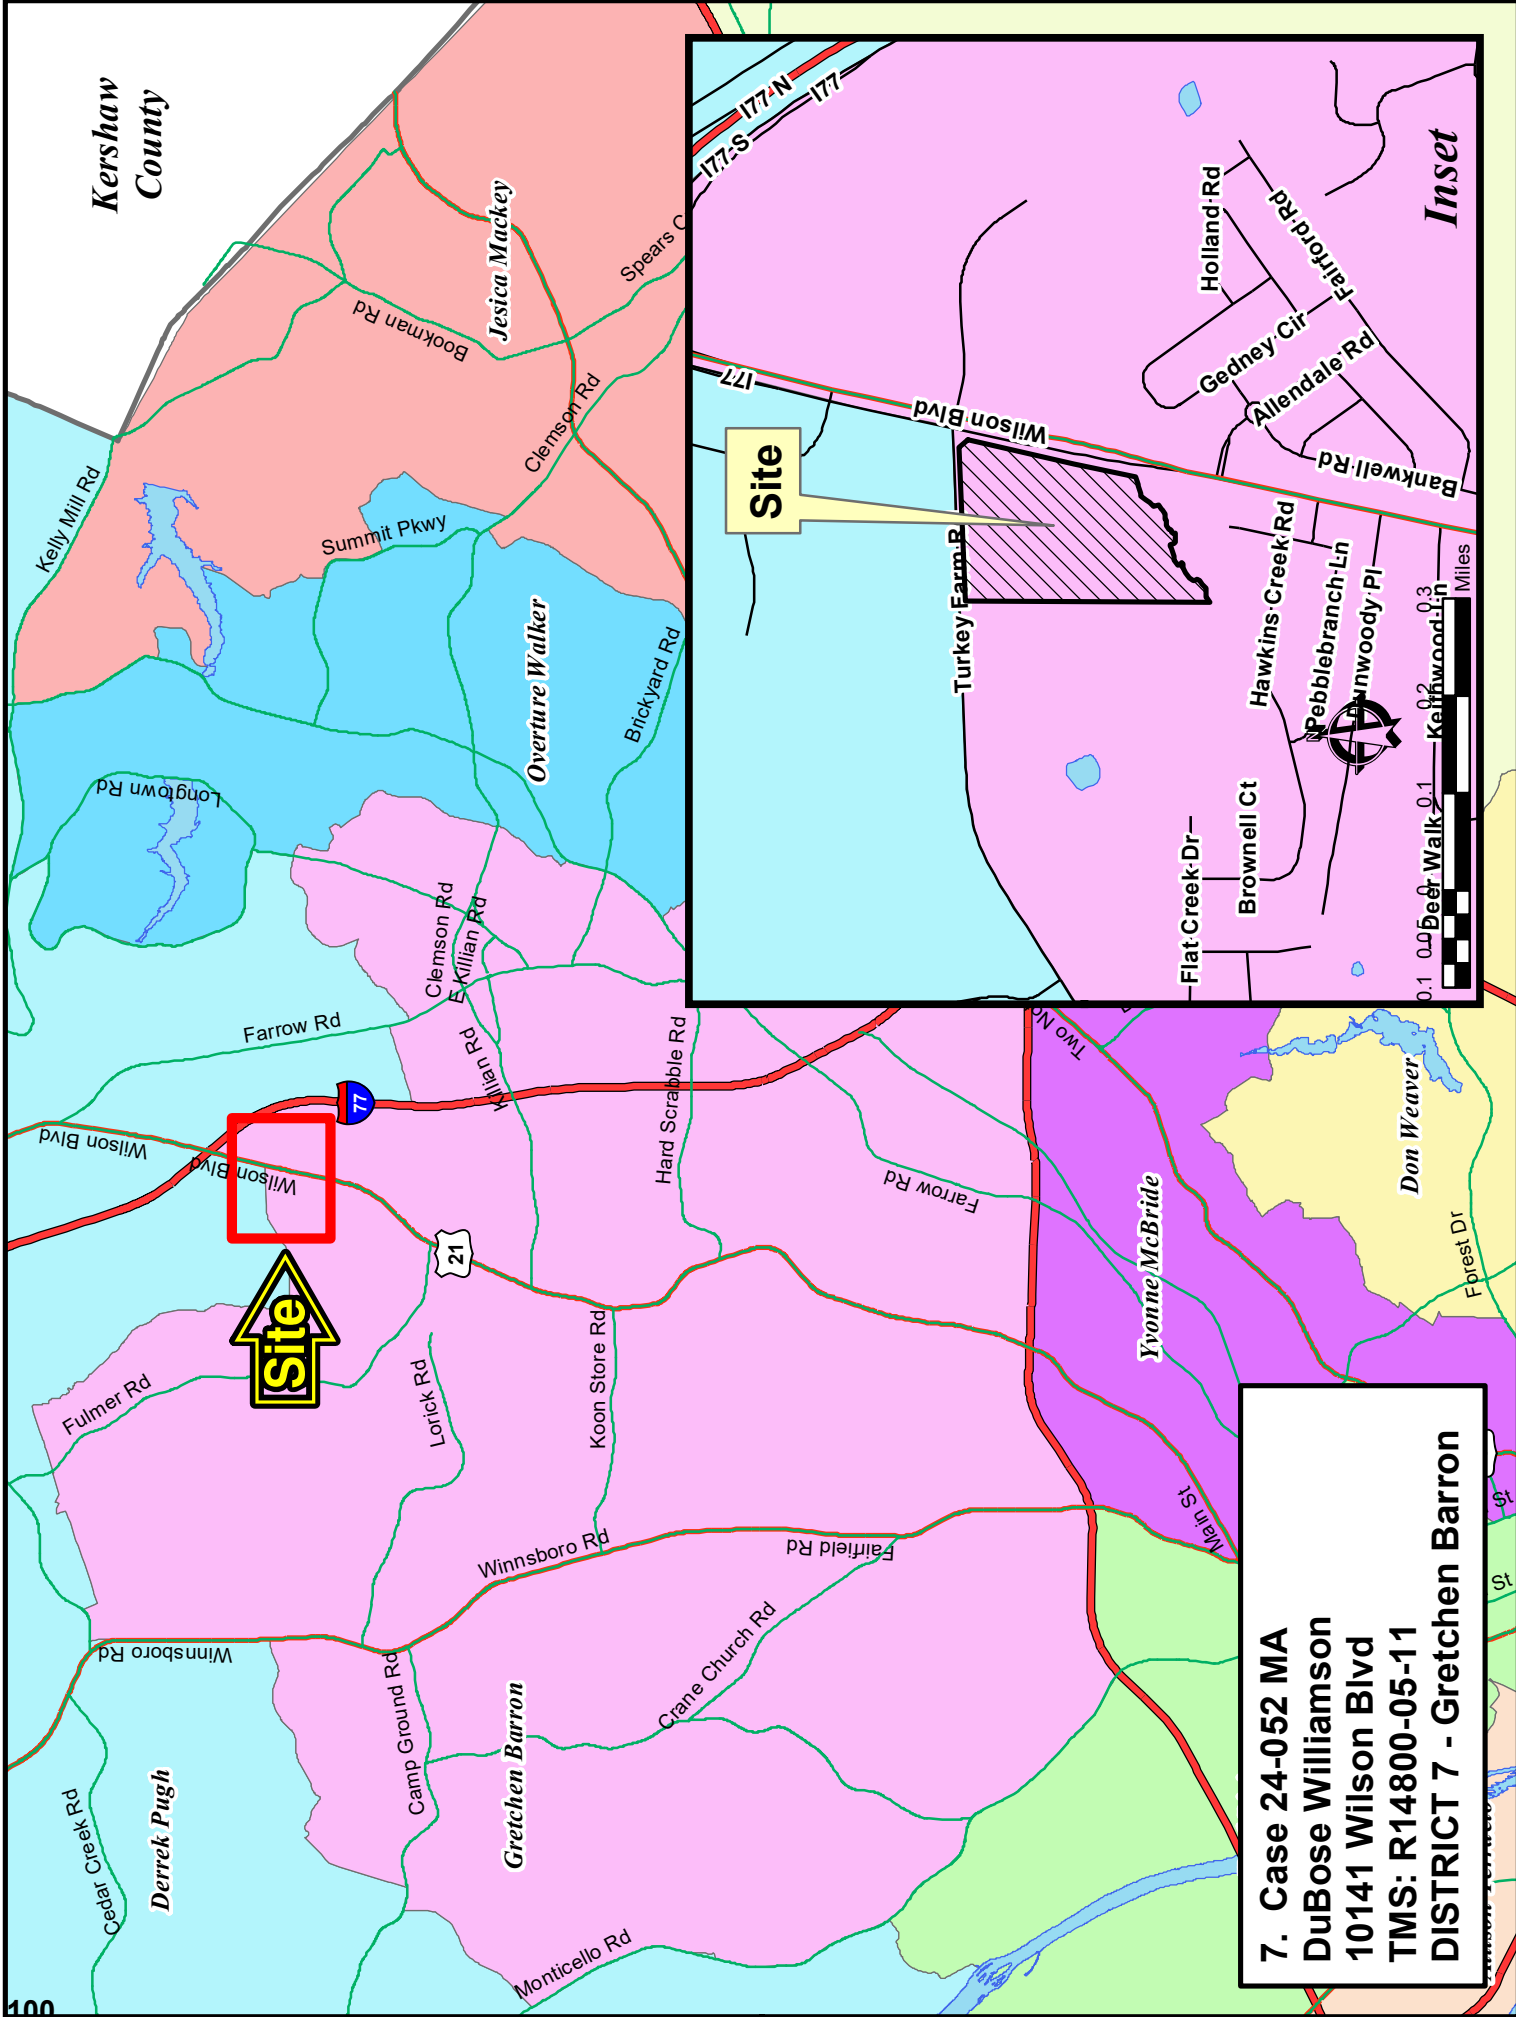 100
Kershaw
County
Derrek Pugh
Jesica Mackey
Overture Walker
Gretchen Barron
Yvonne McBride
Don Weaver
Cedar Creek Rd
Winnsboro Rd
Fulmer Rd
Wilson Blvd
Wilson Blvd
Farrow Rd
Longtown Rd
Kelly Mill Rd
Summit Pkwy
Bookman Rd
Clemson Rd
Spears C
Brickyard Rd
Clemson Rd
E Killian Rd
Killian Rd
77
Site
21
Lorick Rd
Camp Ground Rd
Winnsboro Rd
Koon Store Rd
Hard Scrabble Rd
Crane Church Rd
Fairfield Rd
Farrow Rd
Monticello Rd
Two No
Main St
Forest Dr
St
St
I77 N
I77-S
I77
I77
Site
Wilson Blvd
Turkey Farm R
Holland Rd
Fairford Rd
Gedney Cir
Allendale Rd
Bankwell Rd
Hawkins Creek Rd
Pebblebranch Ln
Flat Creek Dr
Brownell Ct
Deer Walk
Inset
N
0.1 0.05 0 0.1 0.2 0.3
Miles
7. Case 24-052 MA
DuBose Williamson
10141 Wilson Blvd
TMS: R14800-05-11
DISTRICT 7 - Gretchen Barron